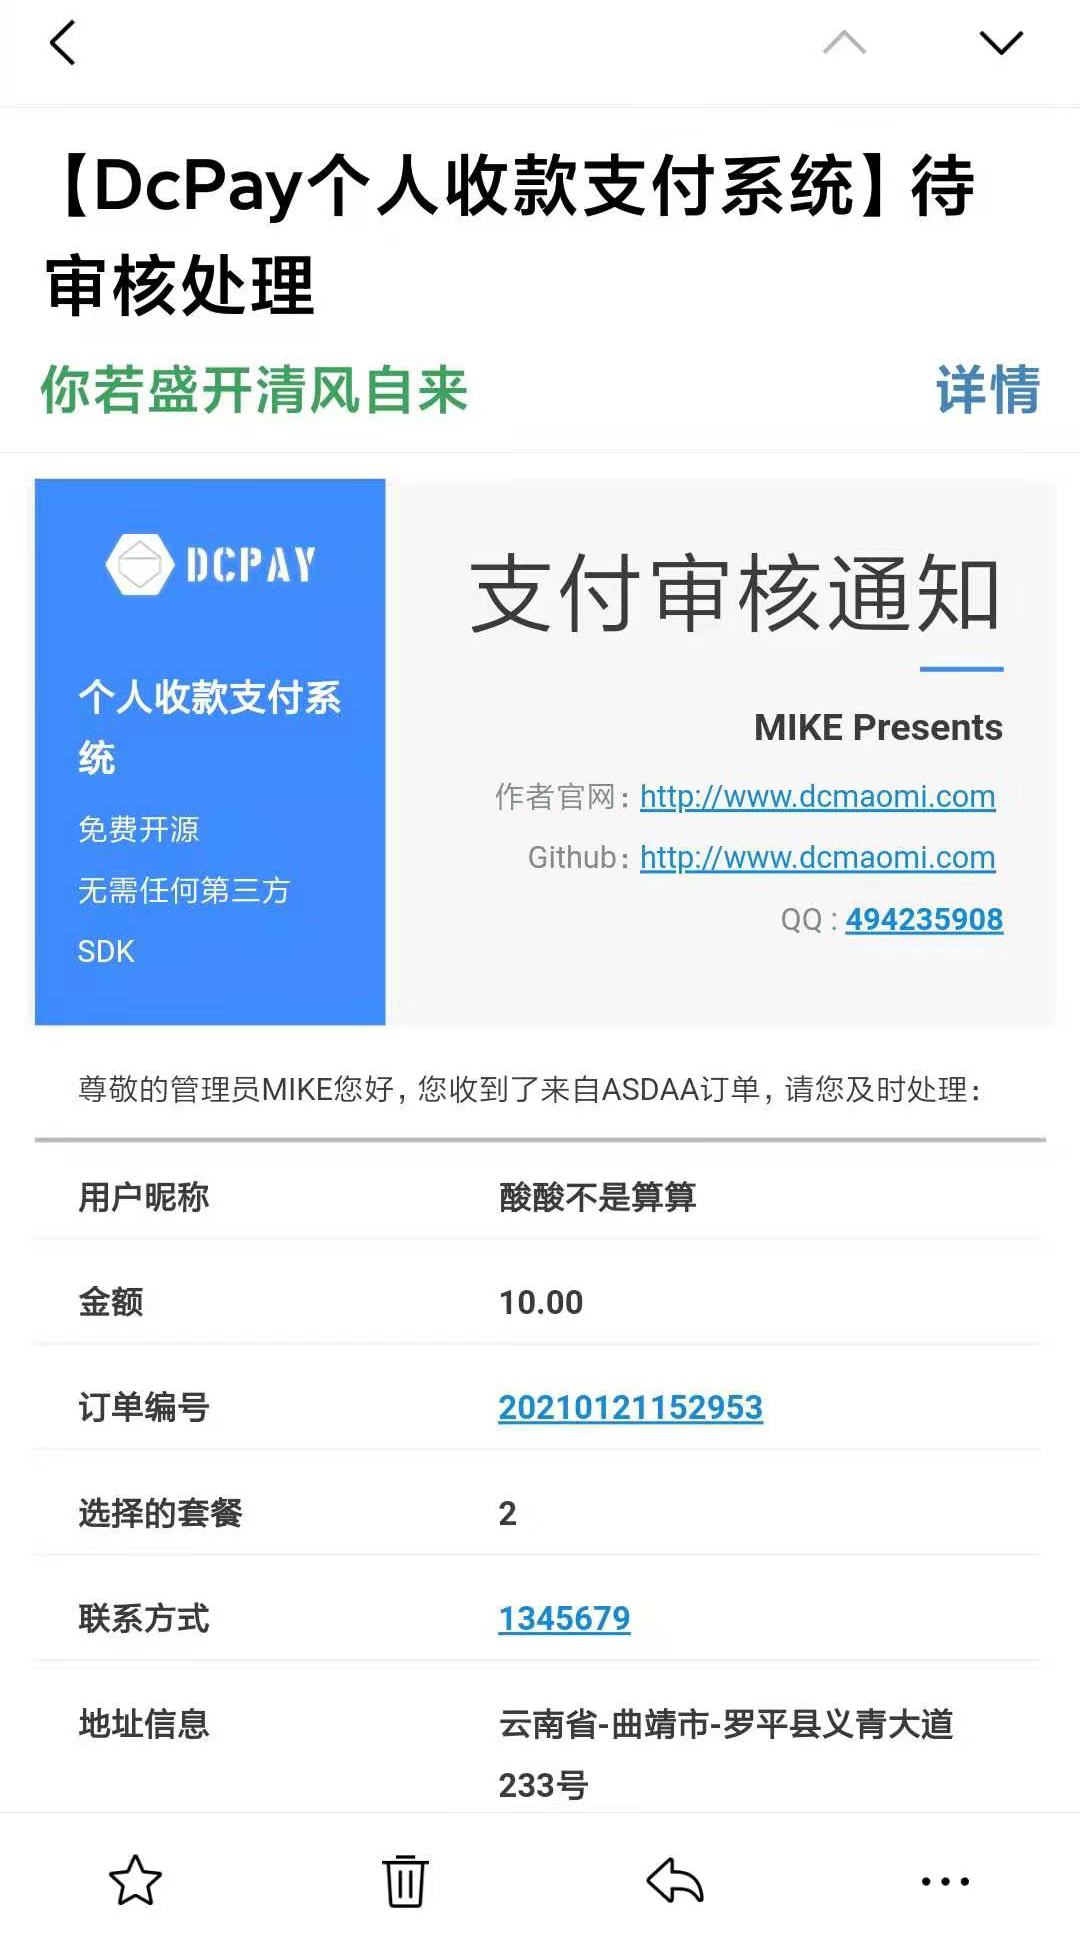 【DcPay个人收款支付系统】待
审核处理
你若盛开清风自来
详情
DCPAY
个人收款支付系
统
免费开源
无需任何第三方
SDK
支付审核通知
MIKE Presents
作者官网：http://www.dcmaomi.com
Github：http://www.dcmaomi.com
QQ : 494235908
尊敬的管理员MIKE您好，您收到了来自ASDAA订单，请您及时处理：
用户昵称 酸酸不是算算
金额 10.00
订单编号 20210121152953
选择的套餐 2
联系方式 1345679
地址信息 云南省-曲靖市-罗平县义青大道
233号